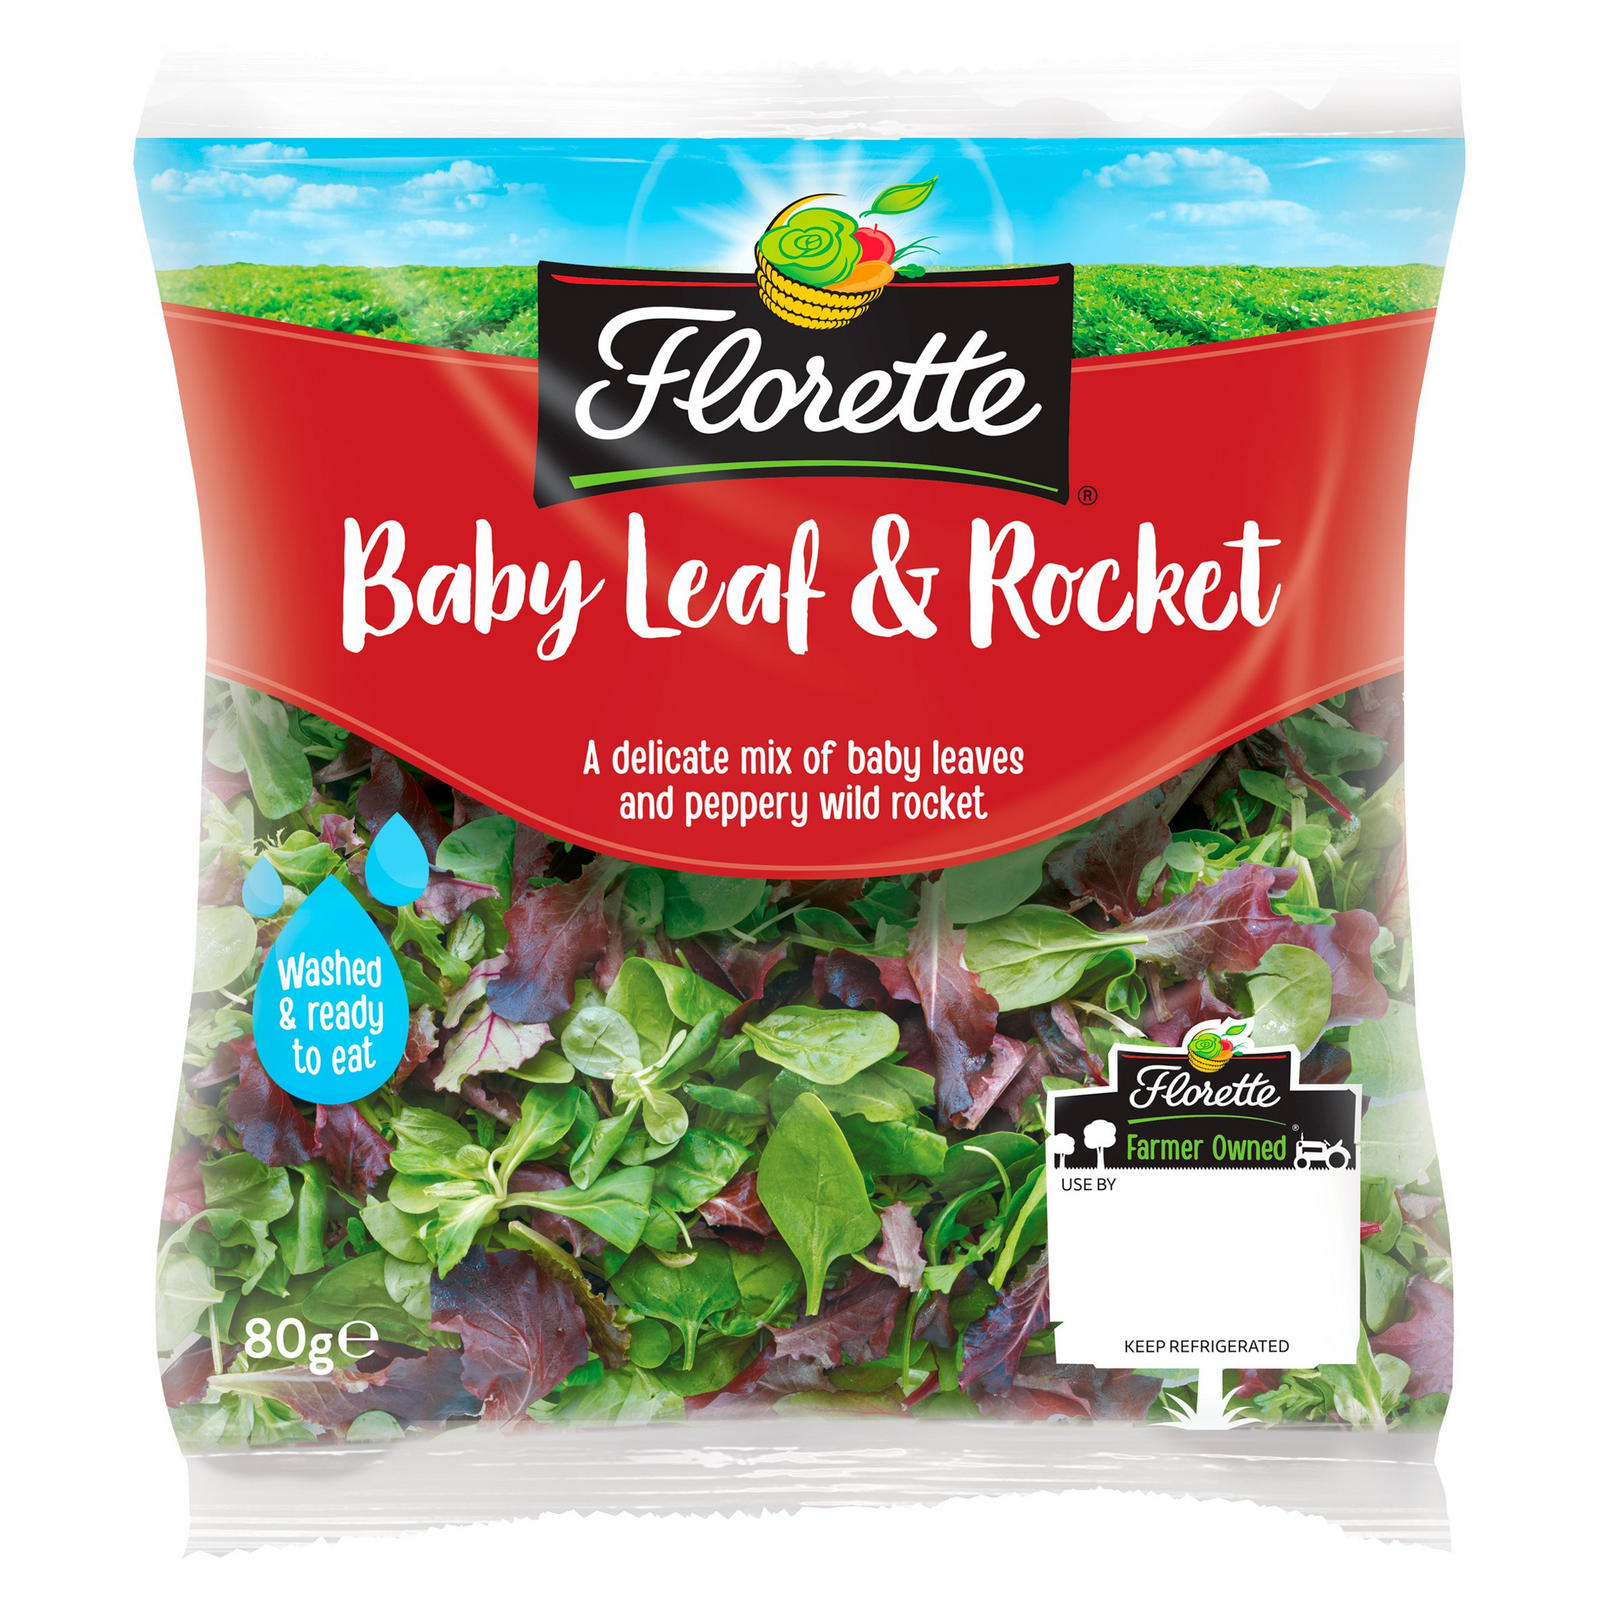 Florette
®
Baby Leaf & Rocket
A delicate mix of baby leaves
and peppery wild rocket
Washed
& ready
to eat
Florette
®
Farmer Owned
USE BY
KEEP REFRIGERATED
80g℮